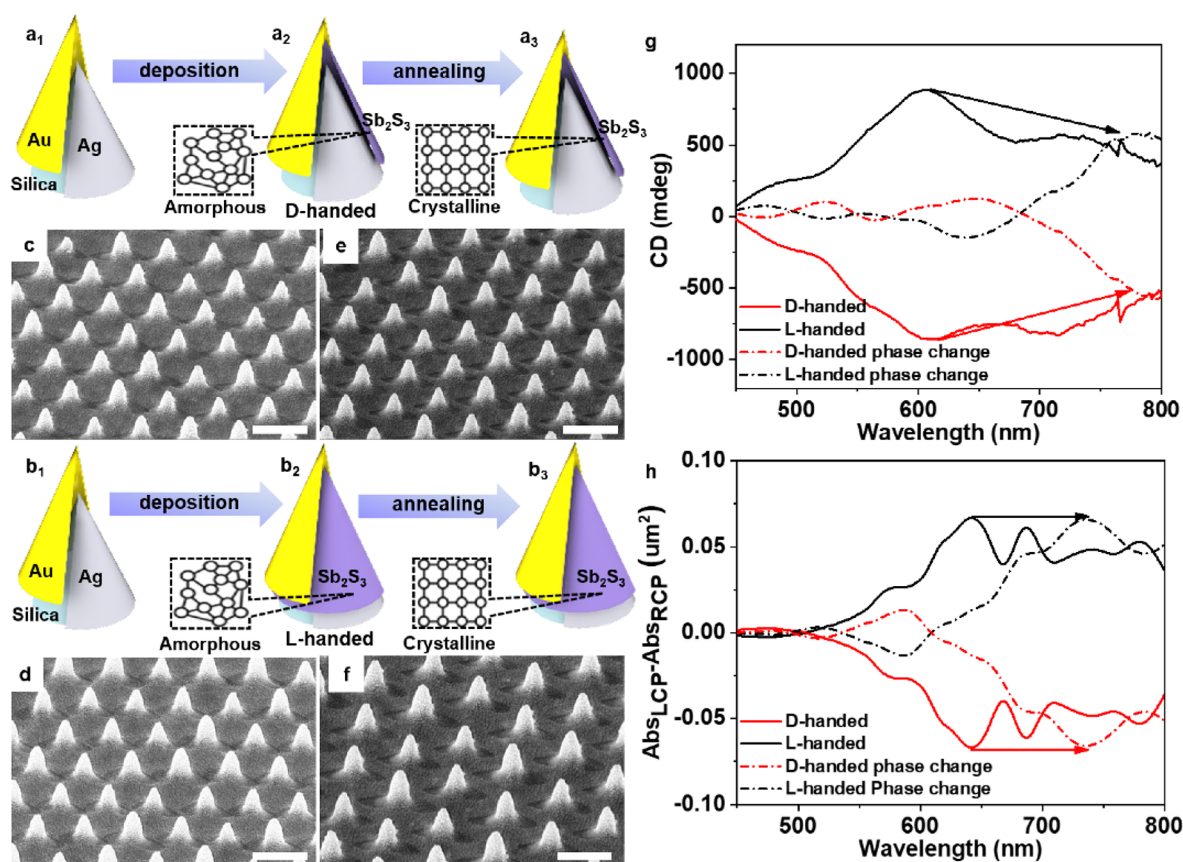 a1
deposition
a2
annealing
a3
Au
Ag
Silica
Sb2S3
Sb2S3
Amorphous
D-handed
Crystalline
c
e
b1
deposition
b2
annealing
b3
Au
Ag
Silica
Sb2S3
Sb2S3
Amorphous
L-handed
Crystalline
d
f
g
CD (mdeg)
1000
500
0
-500
-1000
D-handed
L-handed
D-handed phase change
L-handed phase change
500 600 700 800
Wavelength (nm)
h
AbsLCP-AbsRCP (um²)
0.10
0.05
0.00
-0.05
-0.10
D-handed
L-handed
D-handed phase change
L-handed Phase change
500 600 700 800
Wavelength (nm)